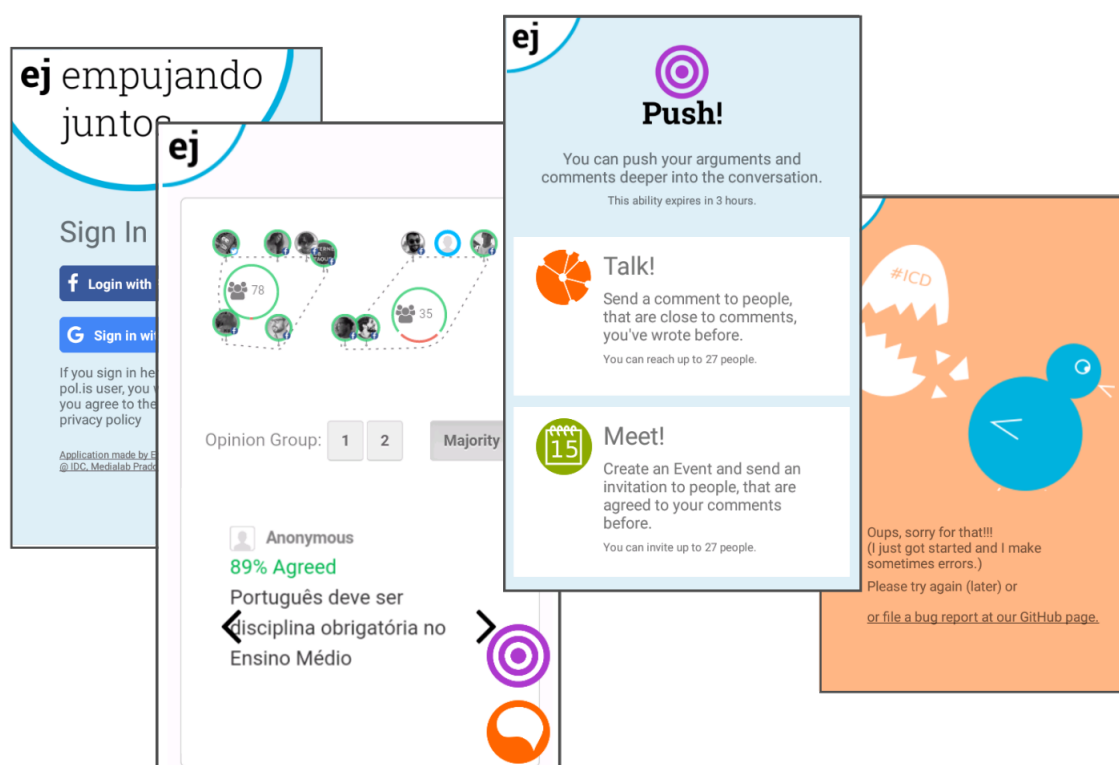 ej empujando
juntos
Sign In
Login with
G Sign in wit
If you sign in he
pol.is user, you w
you agree to the
privacy policy
Application made by E
@ IDC, Medialab Prado
ej
78
35
Opinion Group: 1 2 Majority
Anonymous
89% Agreed
Português deve ser
disciplina obrigatória no
Ensino Médio
ej
Push!
You can push your arguments and
comments deeper into the conversation.
This ability expires in 3 hours.
Talk!
Send a comment to people,
that are close to comments,
you've wrote before.
You can reach up to 27 people.
15
Meet!
Create an Event and send an
invitation to people, that are
agreed to your comments
before.
You can invite up to 27 people.
#ICD
Oups, sorry for that!!!
(I just got started and I make
sometimes errors.)
Please try again (later) or
or file a bug report at our GitHub page.